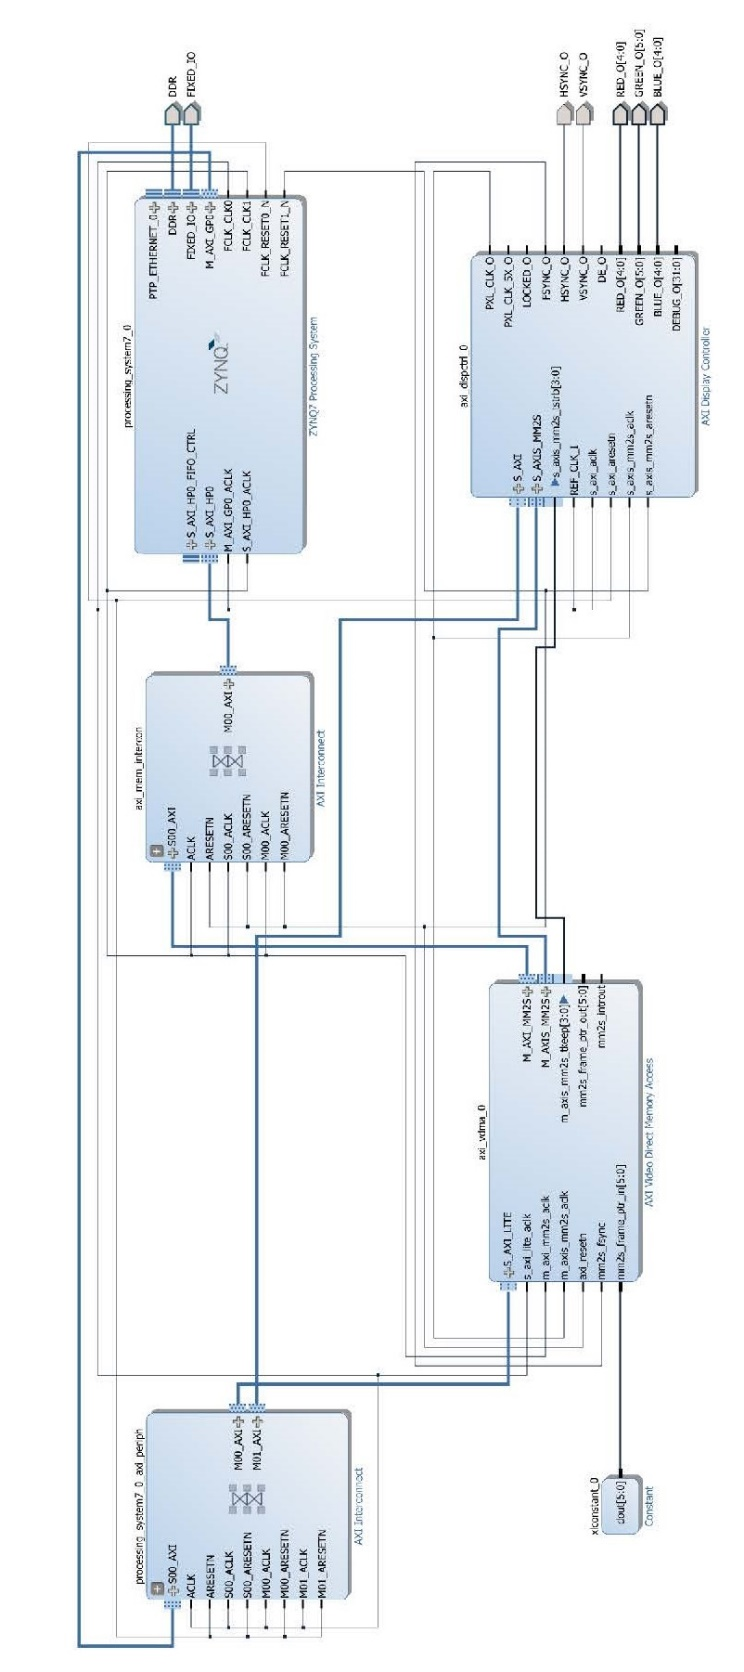 processing_system7_0_axi_periph
S00_AXI
ACLK
ARESETN
S00_ACLK
S00_ARESETN
M00_ACLK
M00_ARESETN
M01_ACLK
M01_ARESETN
M00_AXI
M01_AXI
AXI Interconnect
xlconstant_0
dout[5:0]
Constant
axi_vdma_0
S_AXI_LITE
s_axi_lite_aclk
m_axi_mm2s_aclk
m_axis_mm2s_aclk
axi_resetn
mm2s_fsync
mm2s_frame_ptr_in[5:0]
M_AXI_MM2S
M_AXIS_MM2S
m_axis_mm2s_tkeep[3:0]
mm2s_frame_ptr_out[5:0]
mm2s_introut
AXI Video Direct Memory Access
axi_mem_intercon
S00_AXI
ACLK
ARESETN
S00_ACLK
S00_ARESETN
M00_ACLK
M00_ARESETN
M00_AXI
AXI Interconnect
processing_system7_0
S_AXI_HP0_FIFO_CTRL
S_AXI_HP0
M_AXI_GP0_ACLK
S_AXI_HP0_ACLK
ZYNQ
PTP_ETHERNET_0
DDR
FIXED_IO
M_AXI_GP0
FCLK_CLK0
FCLK_CLK1
FCLK_RESET0_N
FCLK_RESET1_N
ZYNQ7 Processing System
axi_dispctrl_0
S_AXI
S_AXIS_MM2S
s_axis_mm2s_tstrb[3:0]
REF_CLK_I
s_axi_aclk
s_axi_aresetn
s_axis_mm2s_aclk
s_axis_mm2s_aresetn
PXL_CLK_O
PXL_CLK_5X_O
LOCKED_O
FSYNC_O
HSYNC_O
VSYNC_O
DE_O
RED_O[4:0]
GREEN_O[5:0]
BLUE_O[4:0]
DEBUG_O[31:0]
AXI Display Controller
DDR
FIXED_IO
HSYNC_O
VSYNC_O
RED_O[4:0]
GREEN_O[5:0]
BLUE_O[4:0]